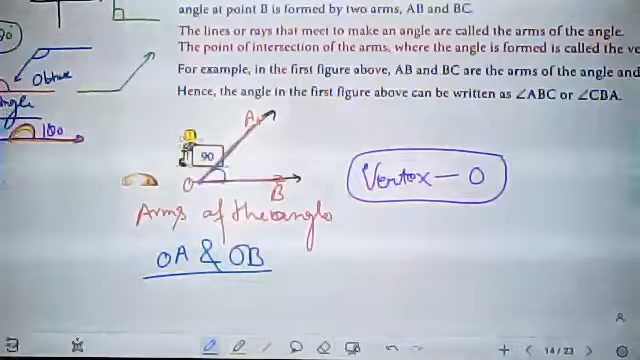 angle at point B is formed by two arms, AB and BC.
The lines or rays that meet to make an angle are called the arms of the angle.
The point of intersection of the arms, where the angle is formed is called the ve
For example, in the first figure above, AB and BC are the arms of the angle and
Hence, the angle in the first figure above can be written as ∠ABC or ∠CBA.
Obtuse
angle
180
A
90
O
B
Vertex - O
Arms of the angle
OA & OB
14/23